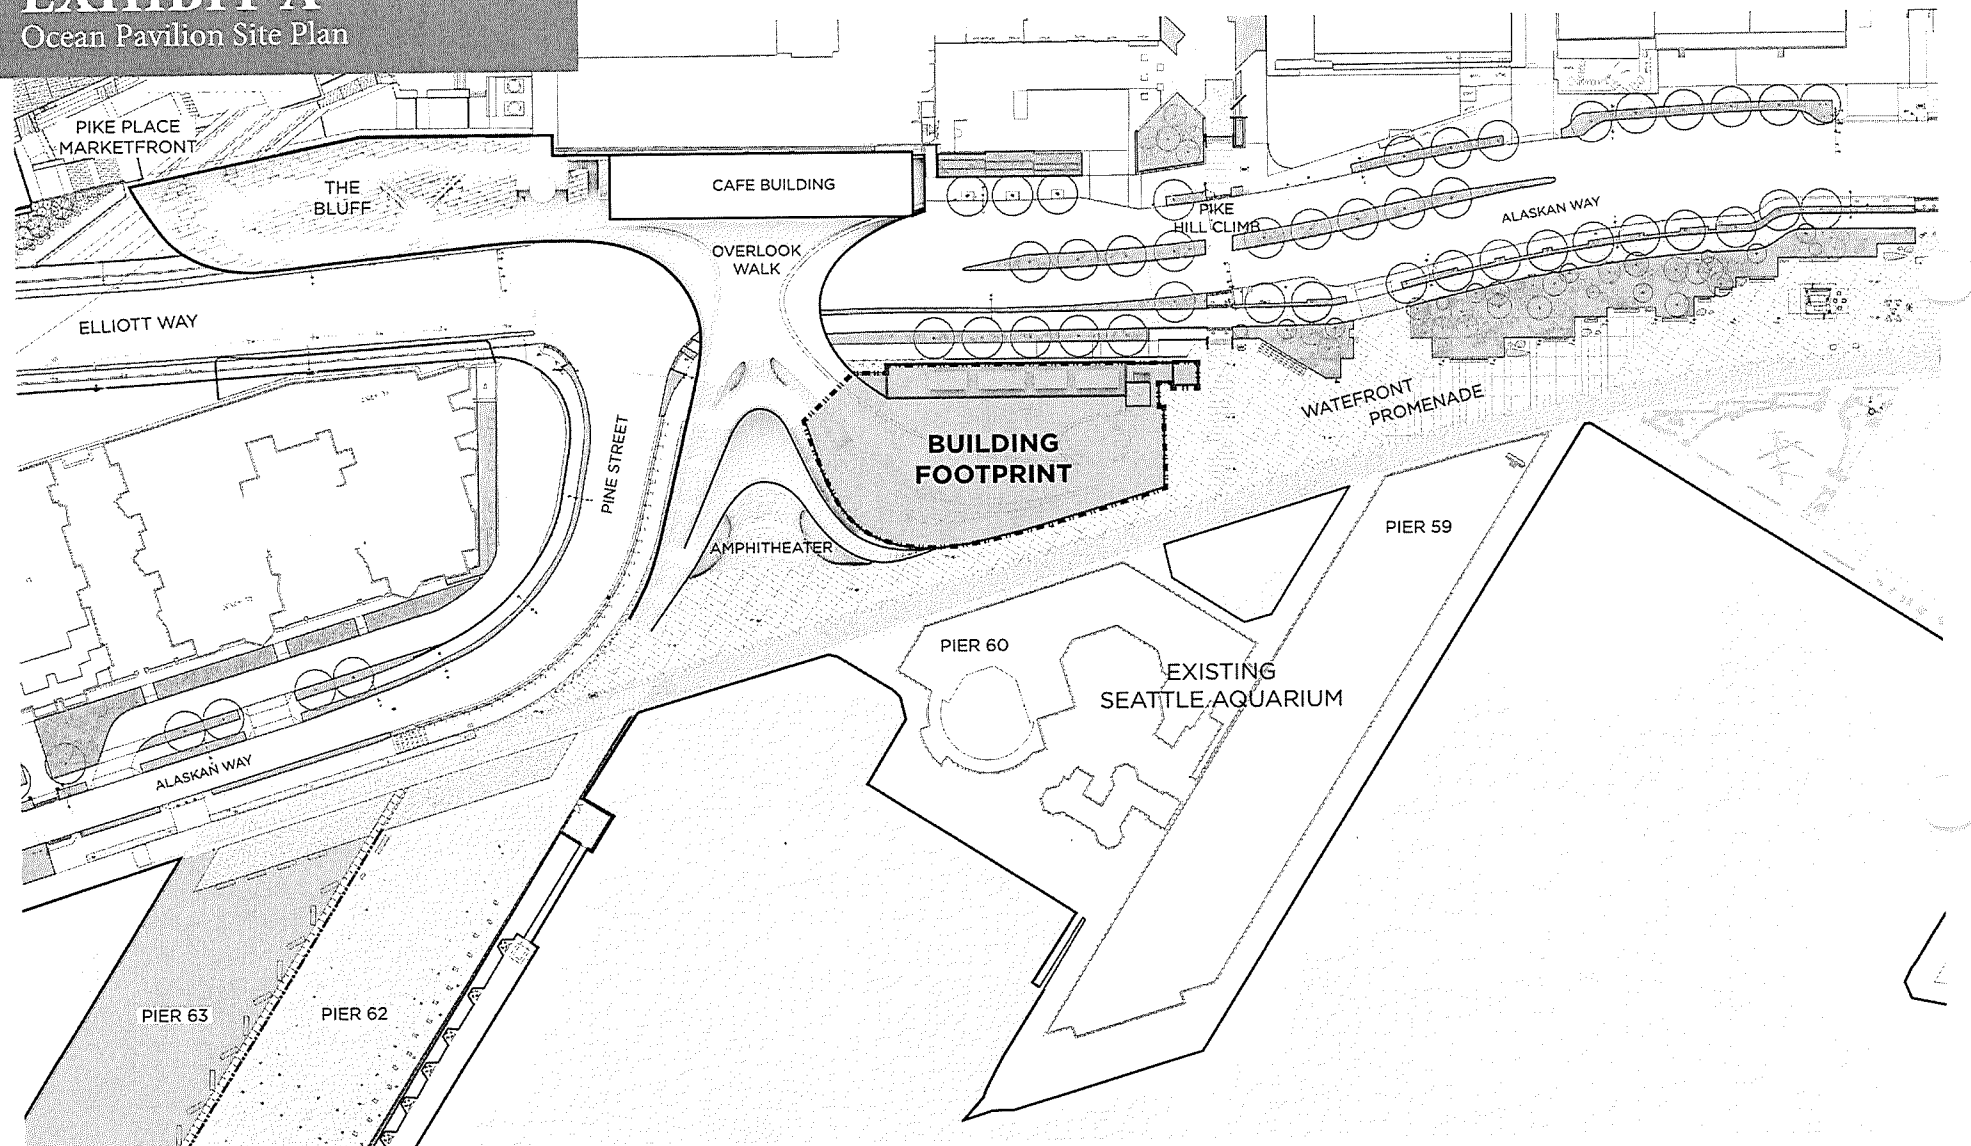 EXHIBIT A
Ocean Pavilion Site Plan
PIKE PLACE
MARKETFRONT
THE
BLUFF
CAFE BUILDING
OVERLOOK
WALK
PIKE
HILL CLIMB
ALASKAN WAY
ELLIOTT WAY
PINE STREET
WATEFRONT
PROMENADE
BUILDING
FOOTPRINT
AMPHITHEATER
PIER 59
PIER 60
EXISTING
SEATTLE AQUARIUM
ALASKAN WAY
PIER 63
PIER 62